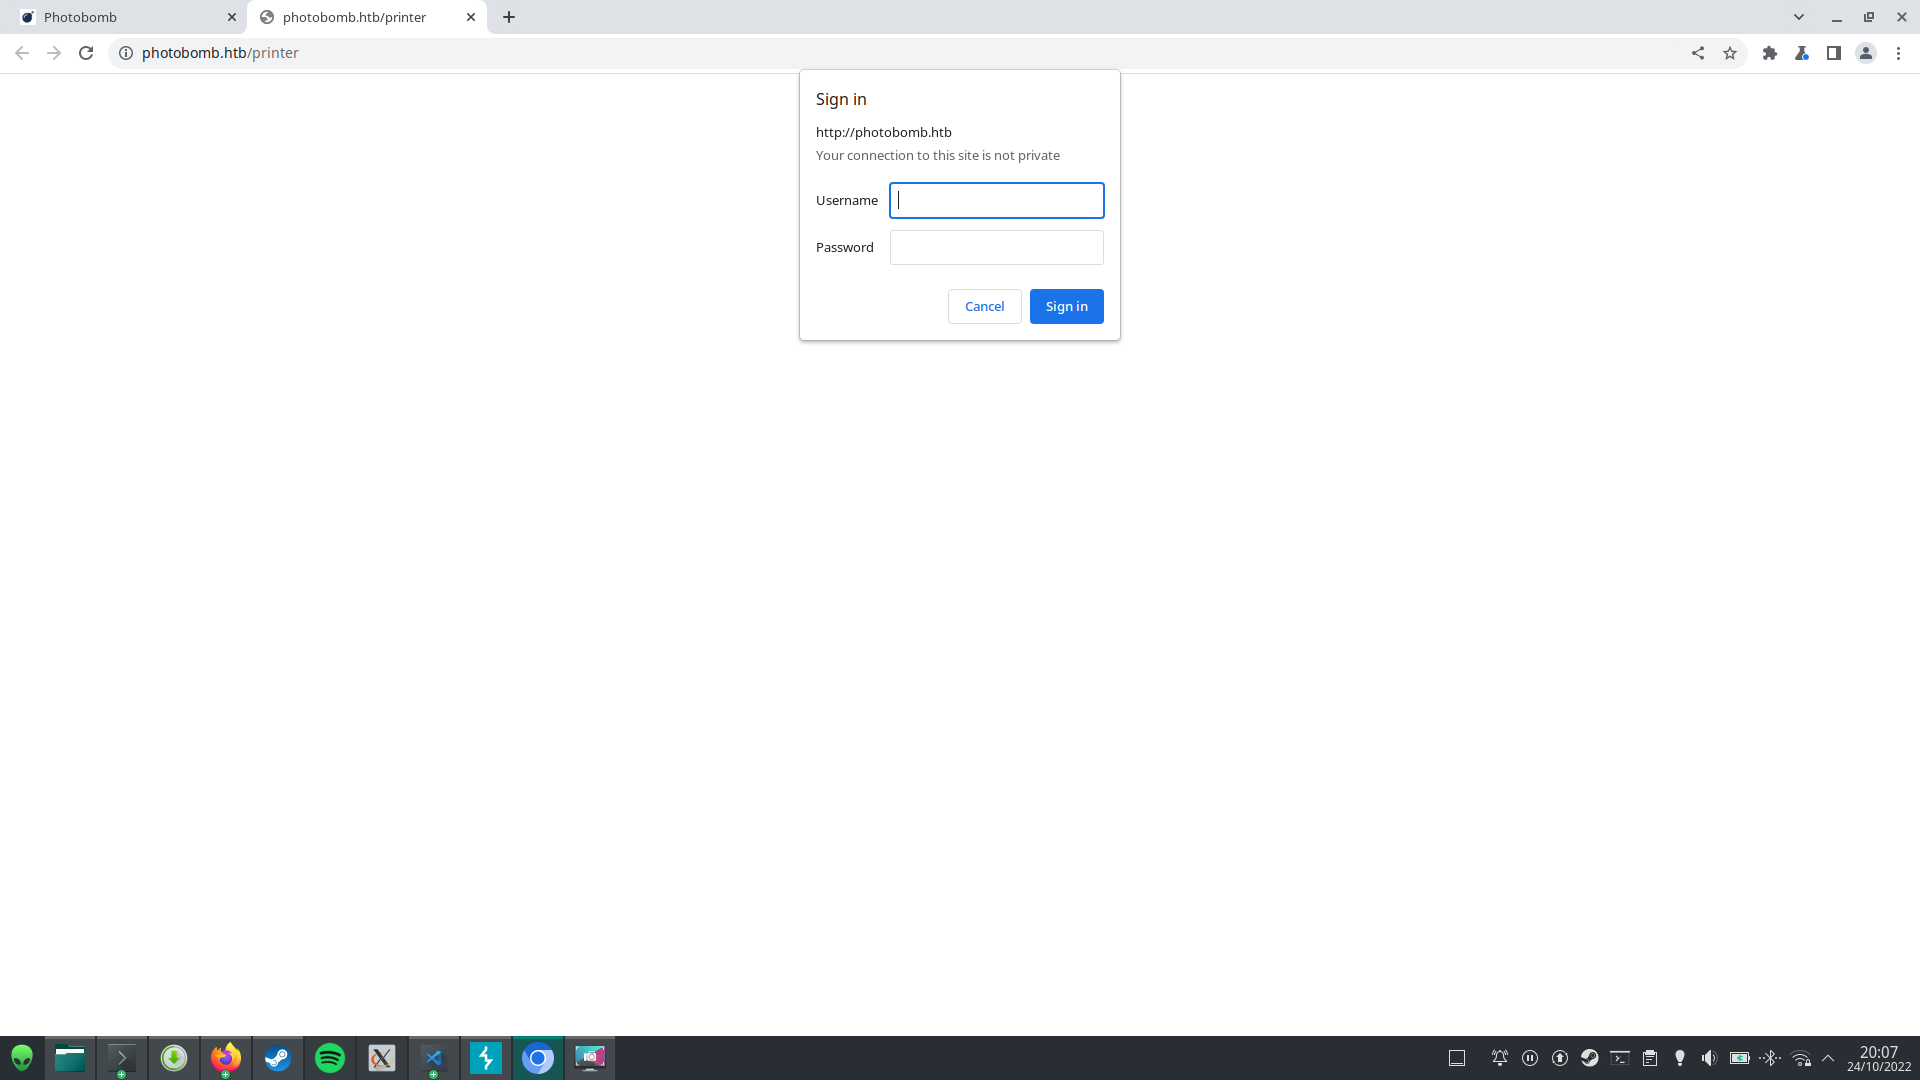 Photobomb
photobomb.htb/printer
photobomb.htb/printer
Sign in
http://photobomb.htb
Your connection to this site is not private
Username
Password
Cancel
Sign in
20:07
24/10/2022